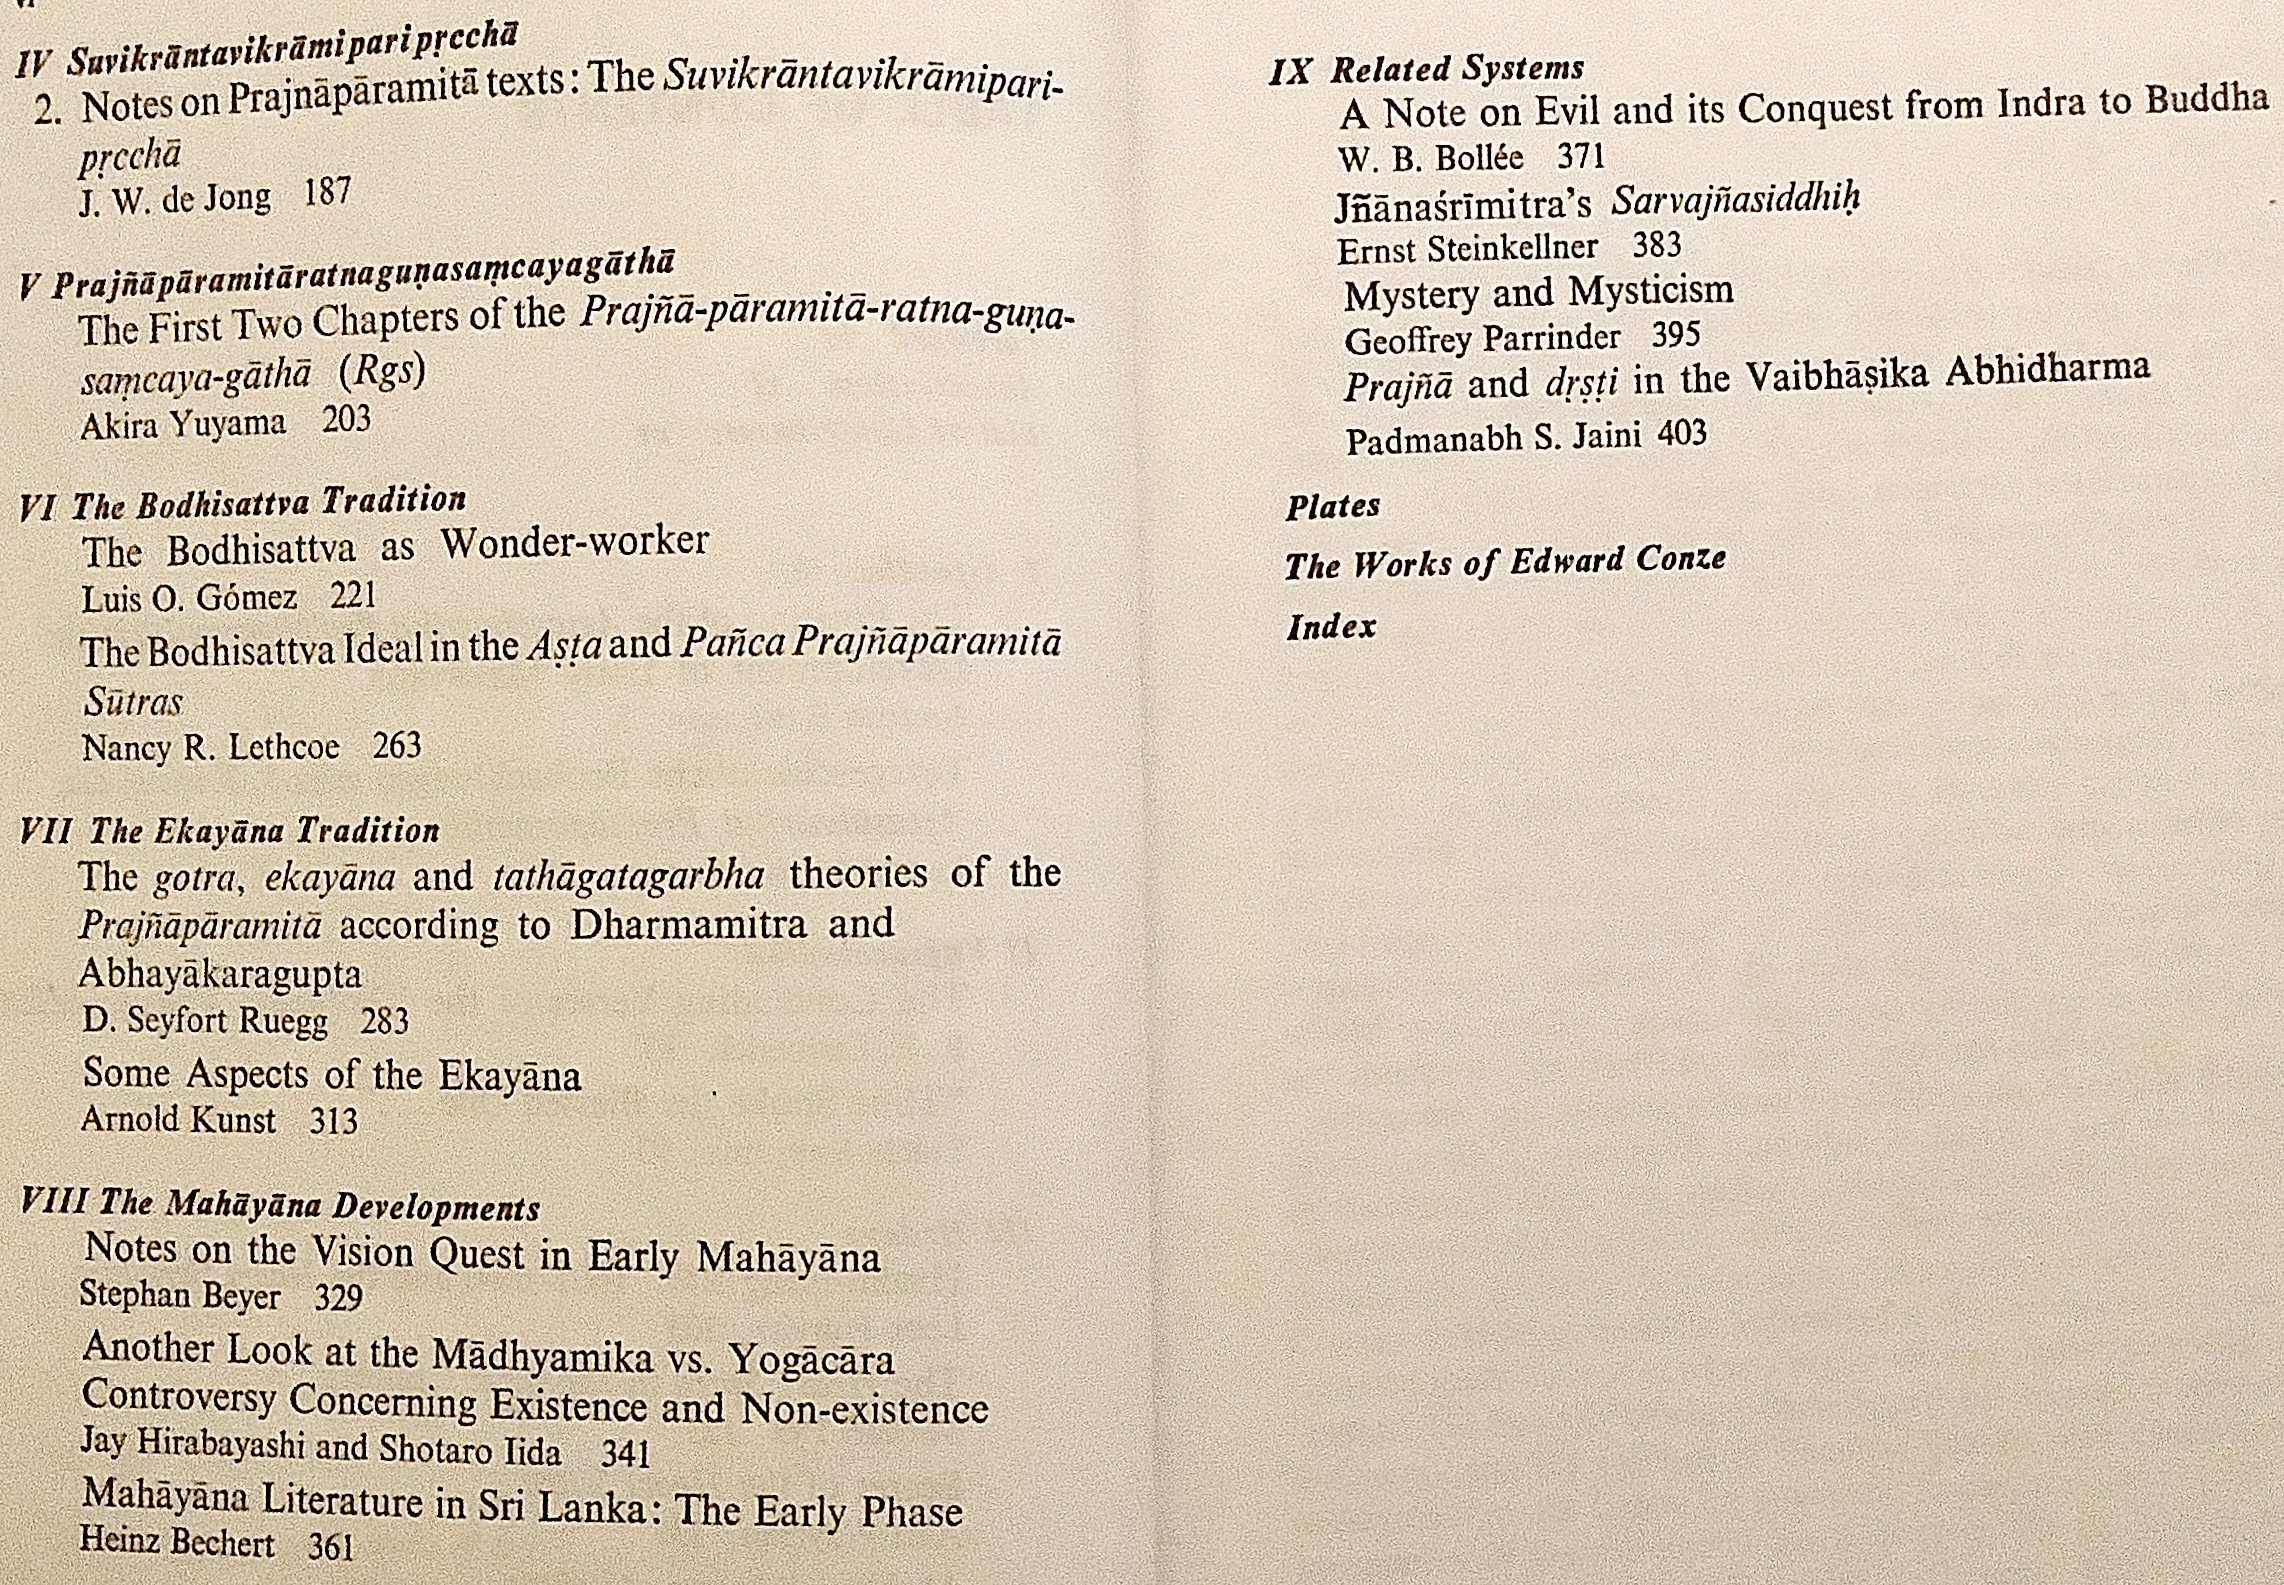 IV Suvikrāntavikrāmiparipṛcchā
2. Notes on Prajnāpāramitā texts: The Suvikrāntavikrāmipari-
pṛcchā
J. W. de Jong 187
V Prajñāpāramitāratnaguṇasaṃcayagāthā
The First Two Chapters of the Prajñā-pāramitā-ratna-guṇa-
saṃcaya-gāthā (Rgs)
Akira Yuyama 203
VI The Bodhisattva Tradition
The Bodhisattva as Wonder-worker
Luis O. Gómez 221
The Bodhisattva Ideal in the Aṣṭa and Pañca Prajñāpāramitā
Sūtras
Nancy R. Lethcoe 263
VII The Ekayāna Tradition
The gotra, ekayāna and tathāgatagarbha theories of the
Prajñāpāramitā according to Dharmamitra and
Abhayākaragupta
D. Seyfort Ruegg 283
Some Aspects of the Ekayāna
Arnold Kunst 313
VIII The Mahāyāna Developments
Notes on the Vision Quest in Early Mahāyāna
Stephan Beyer 329
Another Look at the Mādhyamika vs. Yogācāra
Controversy Concerning Existence and Non-existence
Jay Hirabayashi and Shotaro Iida 341
Mahāyāna Literature in Sri Lanka: The Early Phase
Heinz Bechert 361
IX Related Systems
A Note on Evil and its Conquest from Indra to Buddha
W. B. Bollée 371
Jñānaśrīmitra's Sarvajñasiddhiḥ
Ernst Steinkellner 383
Mystery and Mysticism
Geoffrey Parrinder 395
Prajñā and dṛṣṭi in the Vaibhāṣika Abhidharma
Padmanabh S. Jaini 403
Plates
The Works of Edward Conze
Index